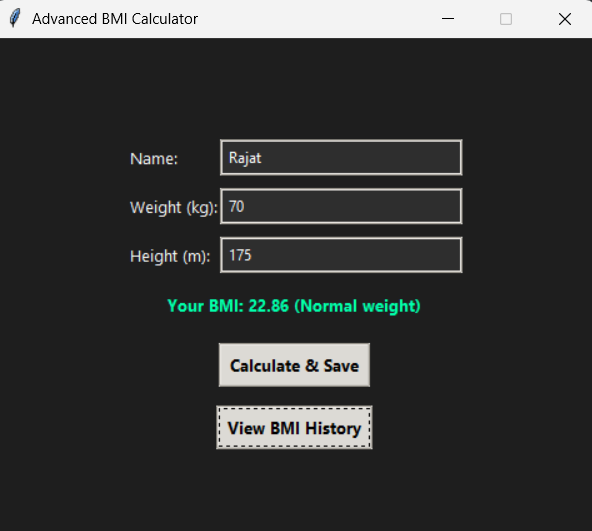 Advanced BMI Calculator
Name: Rajat
Weight (kg): 70
Height (m): 175
Your BMI: 22.86 (Normal weight)
Calculate & Save
View BMI History